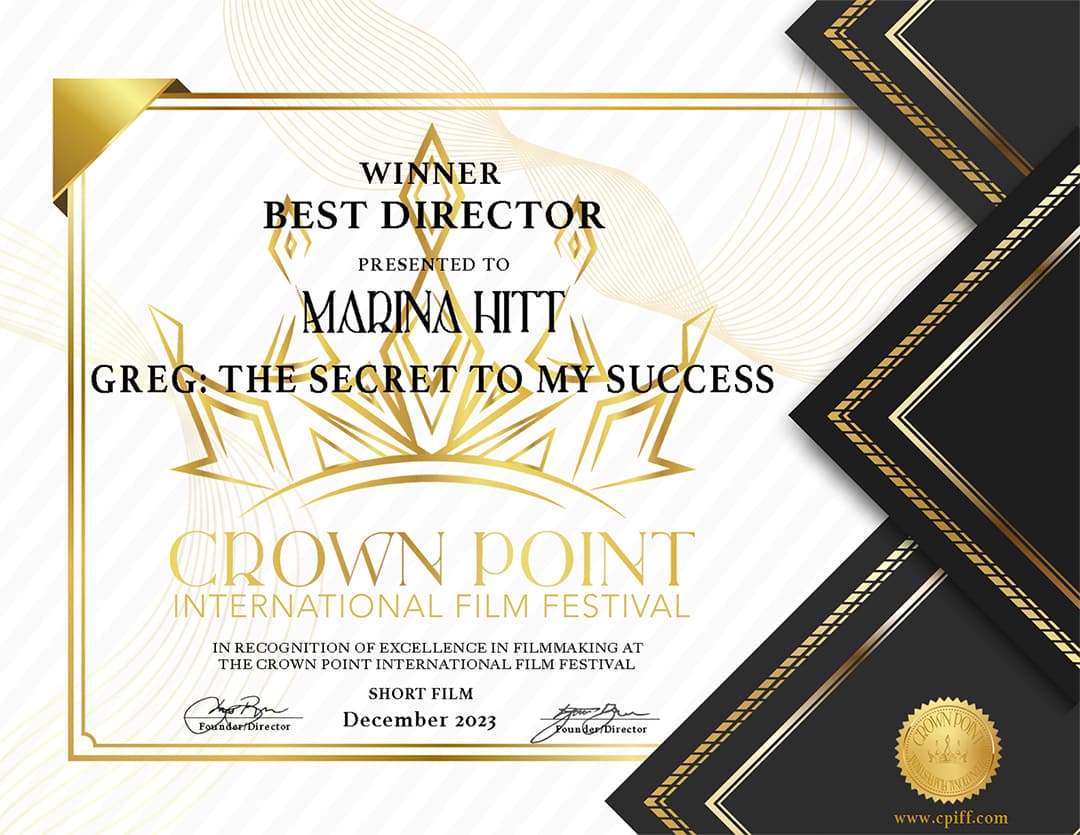 WINNER
BEST DIRECTOR
PRESENTED TO
MARINA HITT
GREG: THE SECRET TO MY SUCCESS
CROWN POINT
INTERNATIONAL FILM FESTIVAL
IN RECOGNITION OF EXCELLENCE IN FILMMAKING AT
THE CROWN POINT INTERNATIONAL FILM FESTIVAL
SHORT FILM
December 2023
Founder/Director
Founder/Director
CROWN POINT
www.cpiff.com